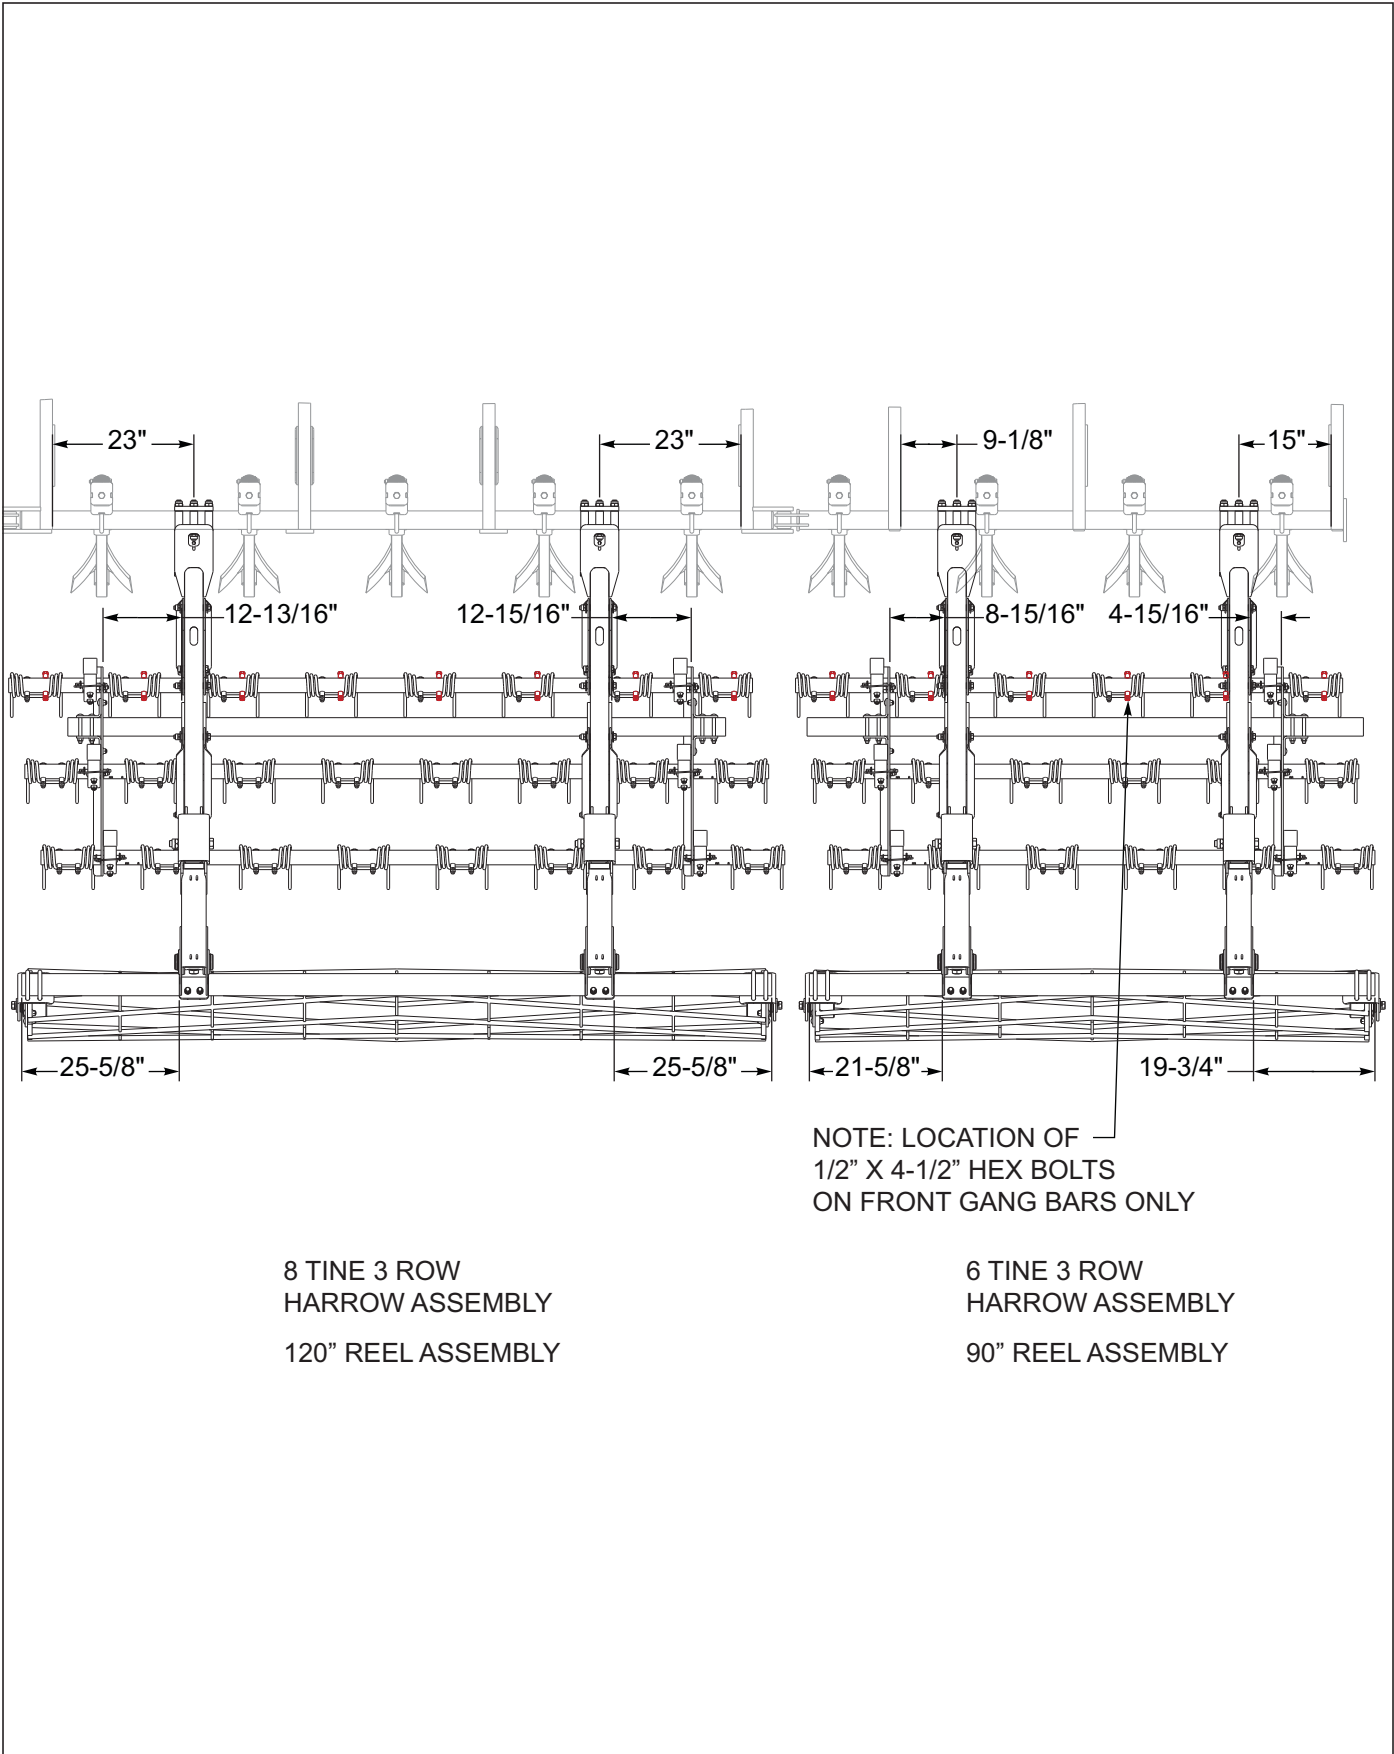 23"
23"
9-1/8"
15"
12-13/16"
12-15/16"
8-15/16"
4-15/16"
25-5/8"
25-5/8"
21-5/8"
19-3/4"
NOTE: LOCATION OF
1/2” X 4-1/2” HEX BOLTS
ON FRONT GANG BARS ONLY
8 TINE 3 ROW
HARROW ASSEMBLY
120” REEL ASSEMBLY
6 TINE 3 ROW
HARROW ASSEMBLY
90” REEL ASSEMBLY